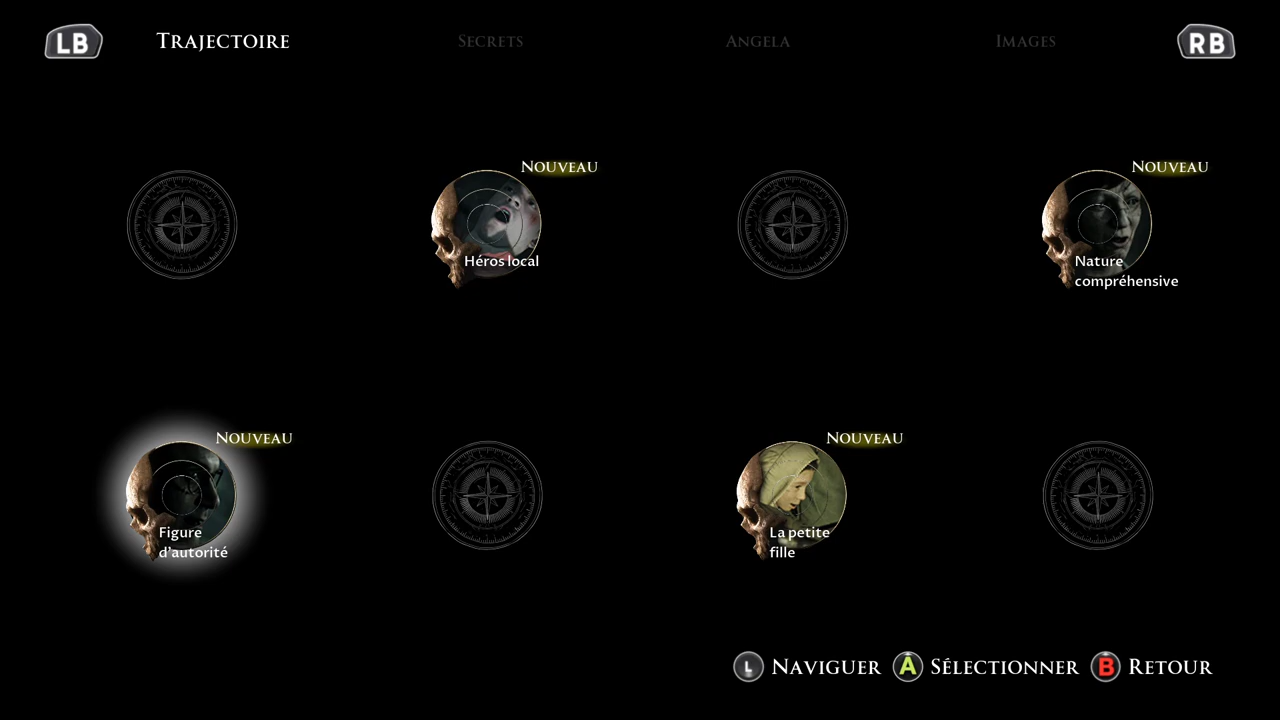 LB
TRAJECTOIRE
SECRETS
ANGELA
IMAGES
RB
NOUVEAU
Héros local
NOUVEAU
Nature
compréhensive
NOUVEAU
Figure
d'autorité
NOUVEAU
La petite
fille
L NAVIGUER A SÉLECTIONNER B RETOUR